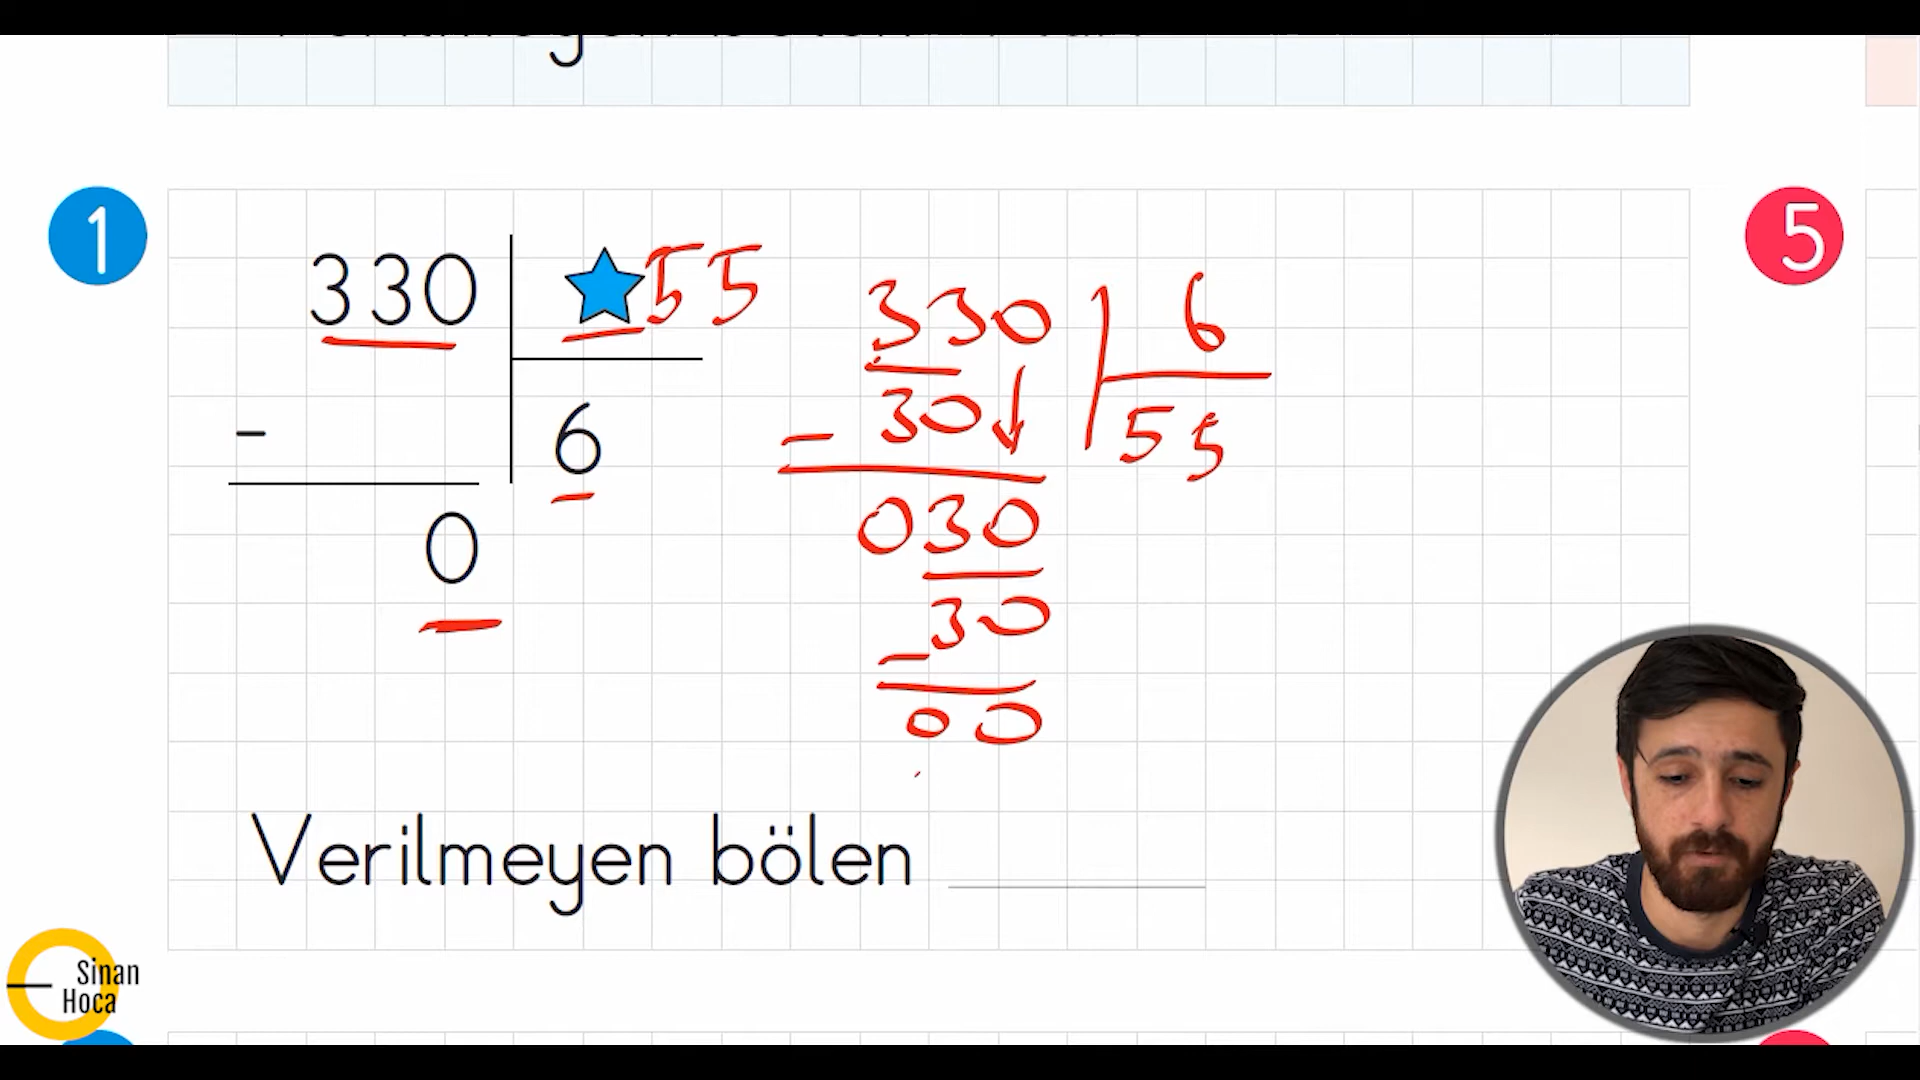 1
330 ★ 55
-
6
0
330 6
- 30 55
030
- 30
00
Verilmeyen bölen
5
Sinan
Hoca